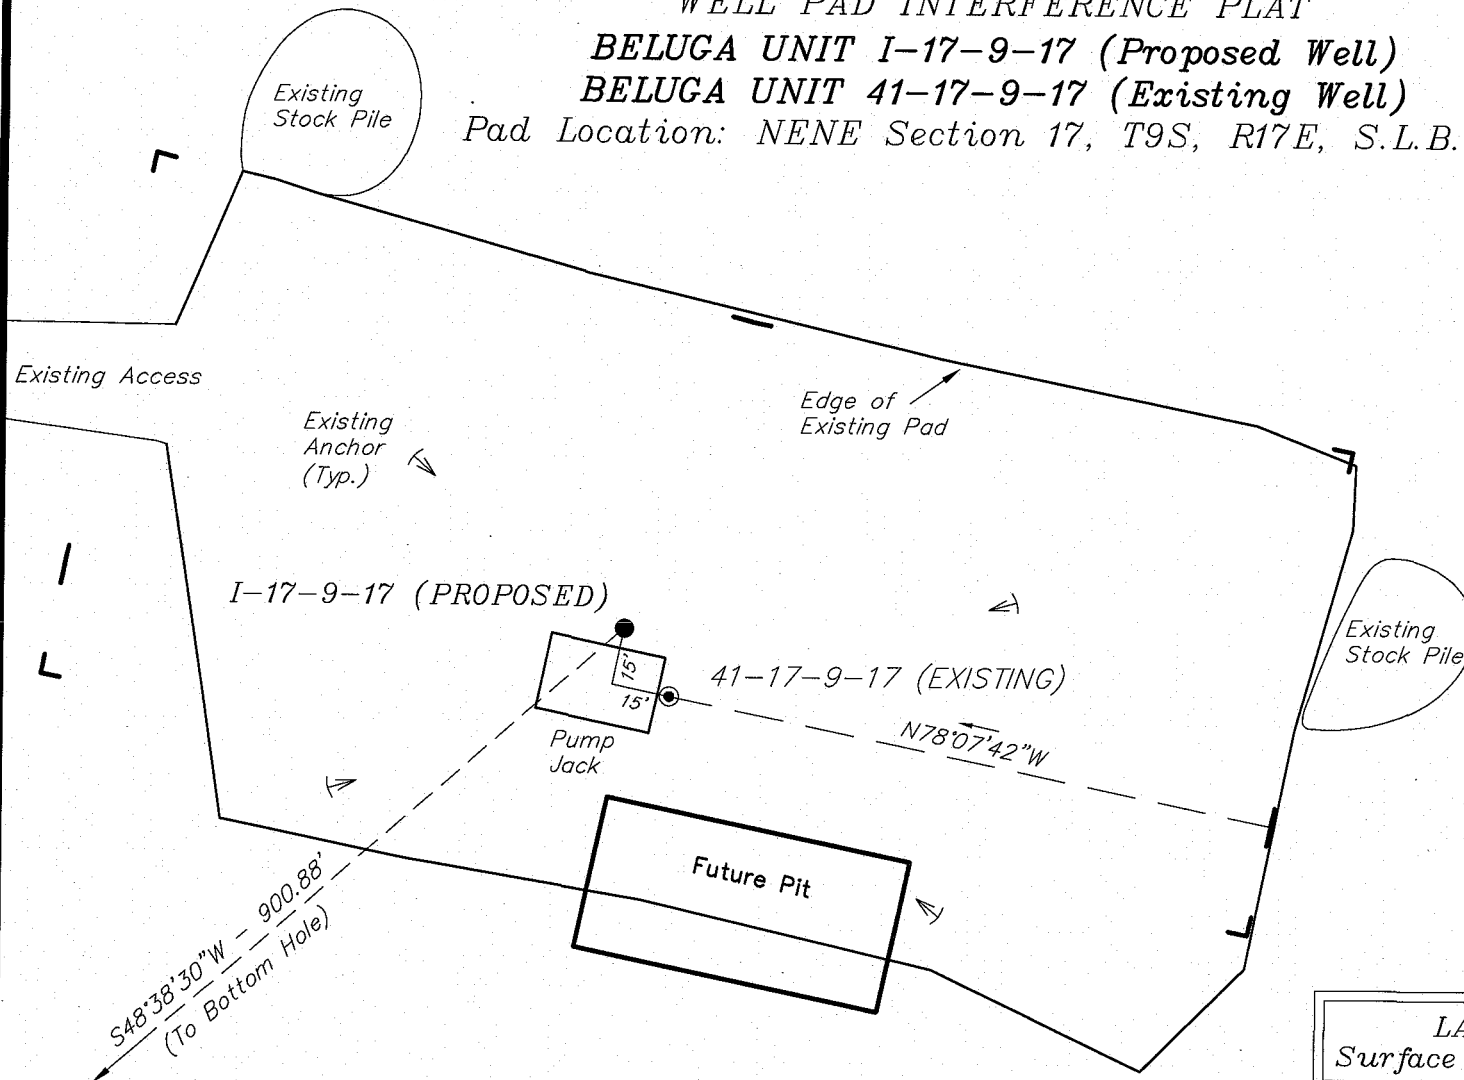 WELL PAD INTERFERENCE PLAT
BELUGA UNIT I-17-9-17 (Proposed Well)
BELUGA UNIT 41-17-9-17 (Existing Well)
Pad Location: NENE Section 17, T9S, R17E, S.L.B.
Existing
Stock Pile
Existing Access
Existing
Anchor
(Typ.)
Edge of
Existing Pad
I-17-9-17 (PROPOSED)
15'
15'
41-17-9-17 (EXISTING)
N78°07'42"W
Pump
Jack
Existing
Stock Pile
Future Pit
S48°38'30"W - 900.88'
(To Bottom Hole)
LA
Surface